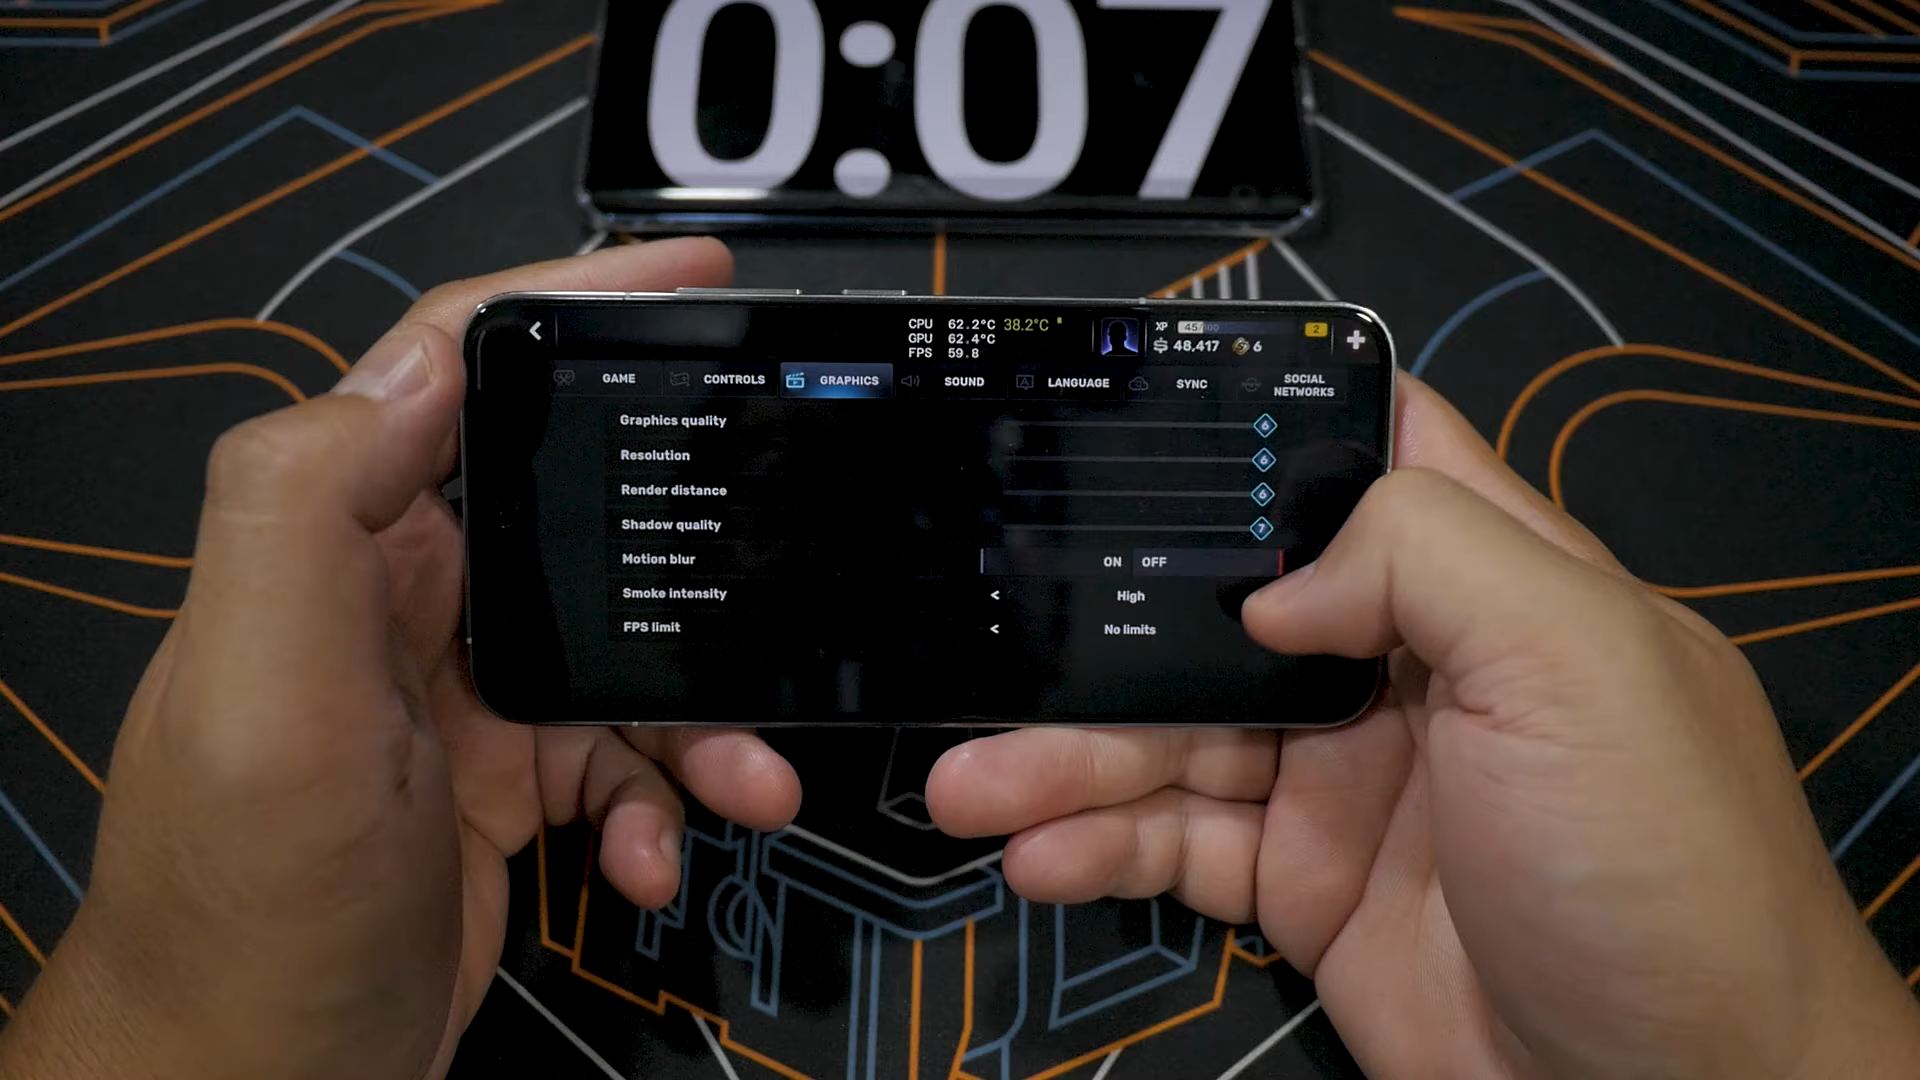 0:07
CPU 62.2°C 38.2°C
GPU 62.4°C
FPS 59.8
XP 45/100 2
48,417 6
GAME CONTROLS GRAPHICS SOUND LANGUAGE SYNC SOCIAL NETWORKS
Graphics quality 6
Resolution 6
Render distance 6
Shadow quality 7
Motion blur ON OFF
Smoke intensity < High
FPS limit < No limits